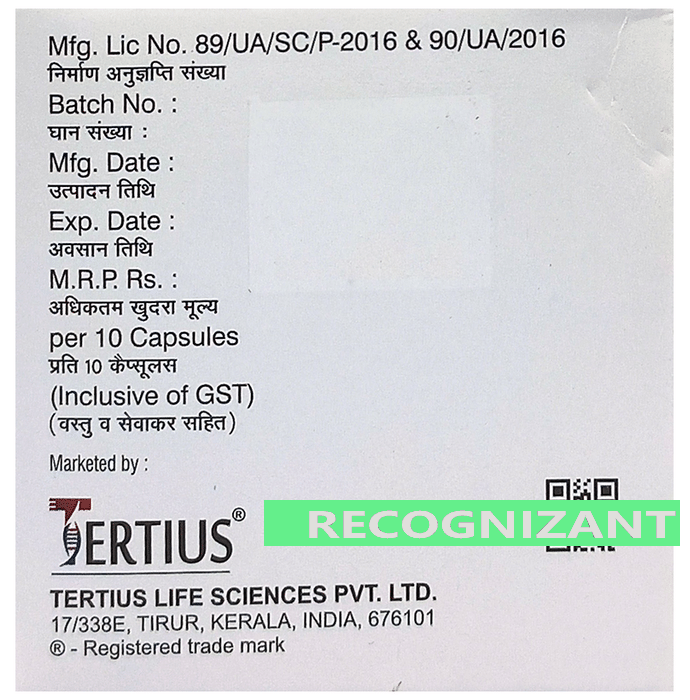 Mfg. Lic No. 89/UA/SC/P-2016 & 90/UA/2016
निर्माण अनुज्ञप्ति संख्या
Batch No. :
घान संख्या :
Mfg. Date :
उत्पादन तिथि
Exp. Date :
अवसान तिथि
M.R.P. Rs. :
अधिकतम खुदरा मूल्य
per 10 Capsules
प्रति 10 कैप्सूलस
(Inclusive of GST)
(वस्तु व सेवाकर सहित)
Marketed by :
TERTIUS®
RECOGNIZANT
TERTIUS LIFE SCIENCES PVT. LTD.
17/338E, TIRUR, KERALA, INDIA, 676101
® - Registered trade mark